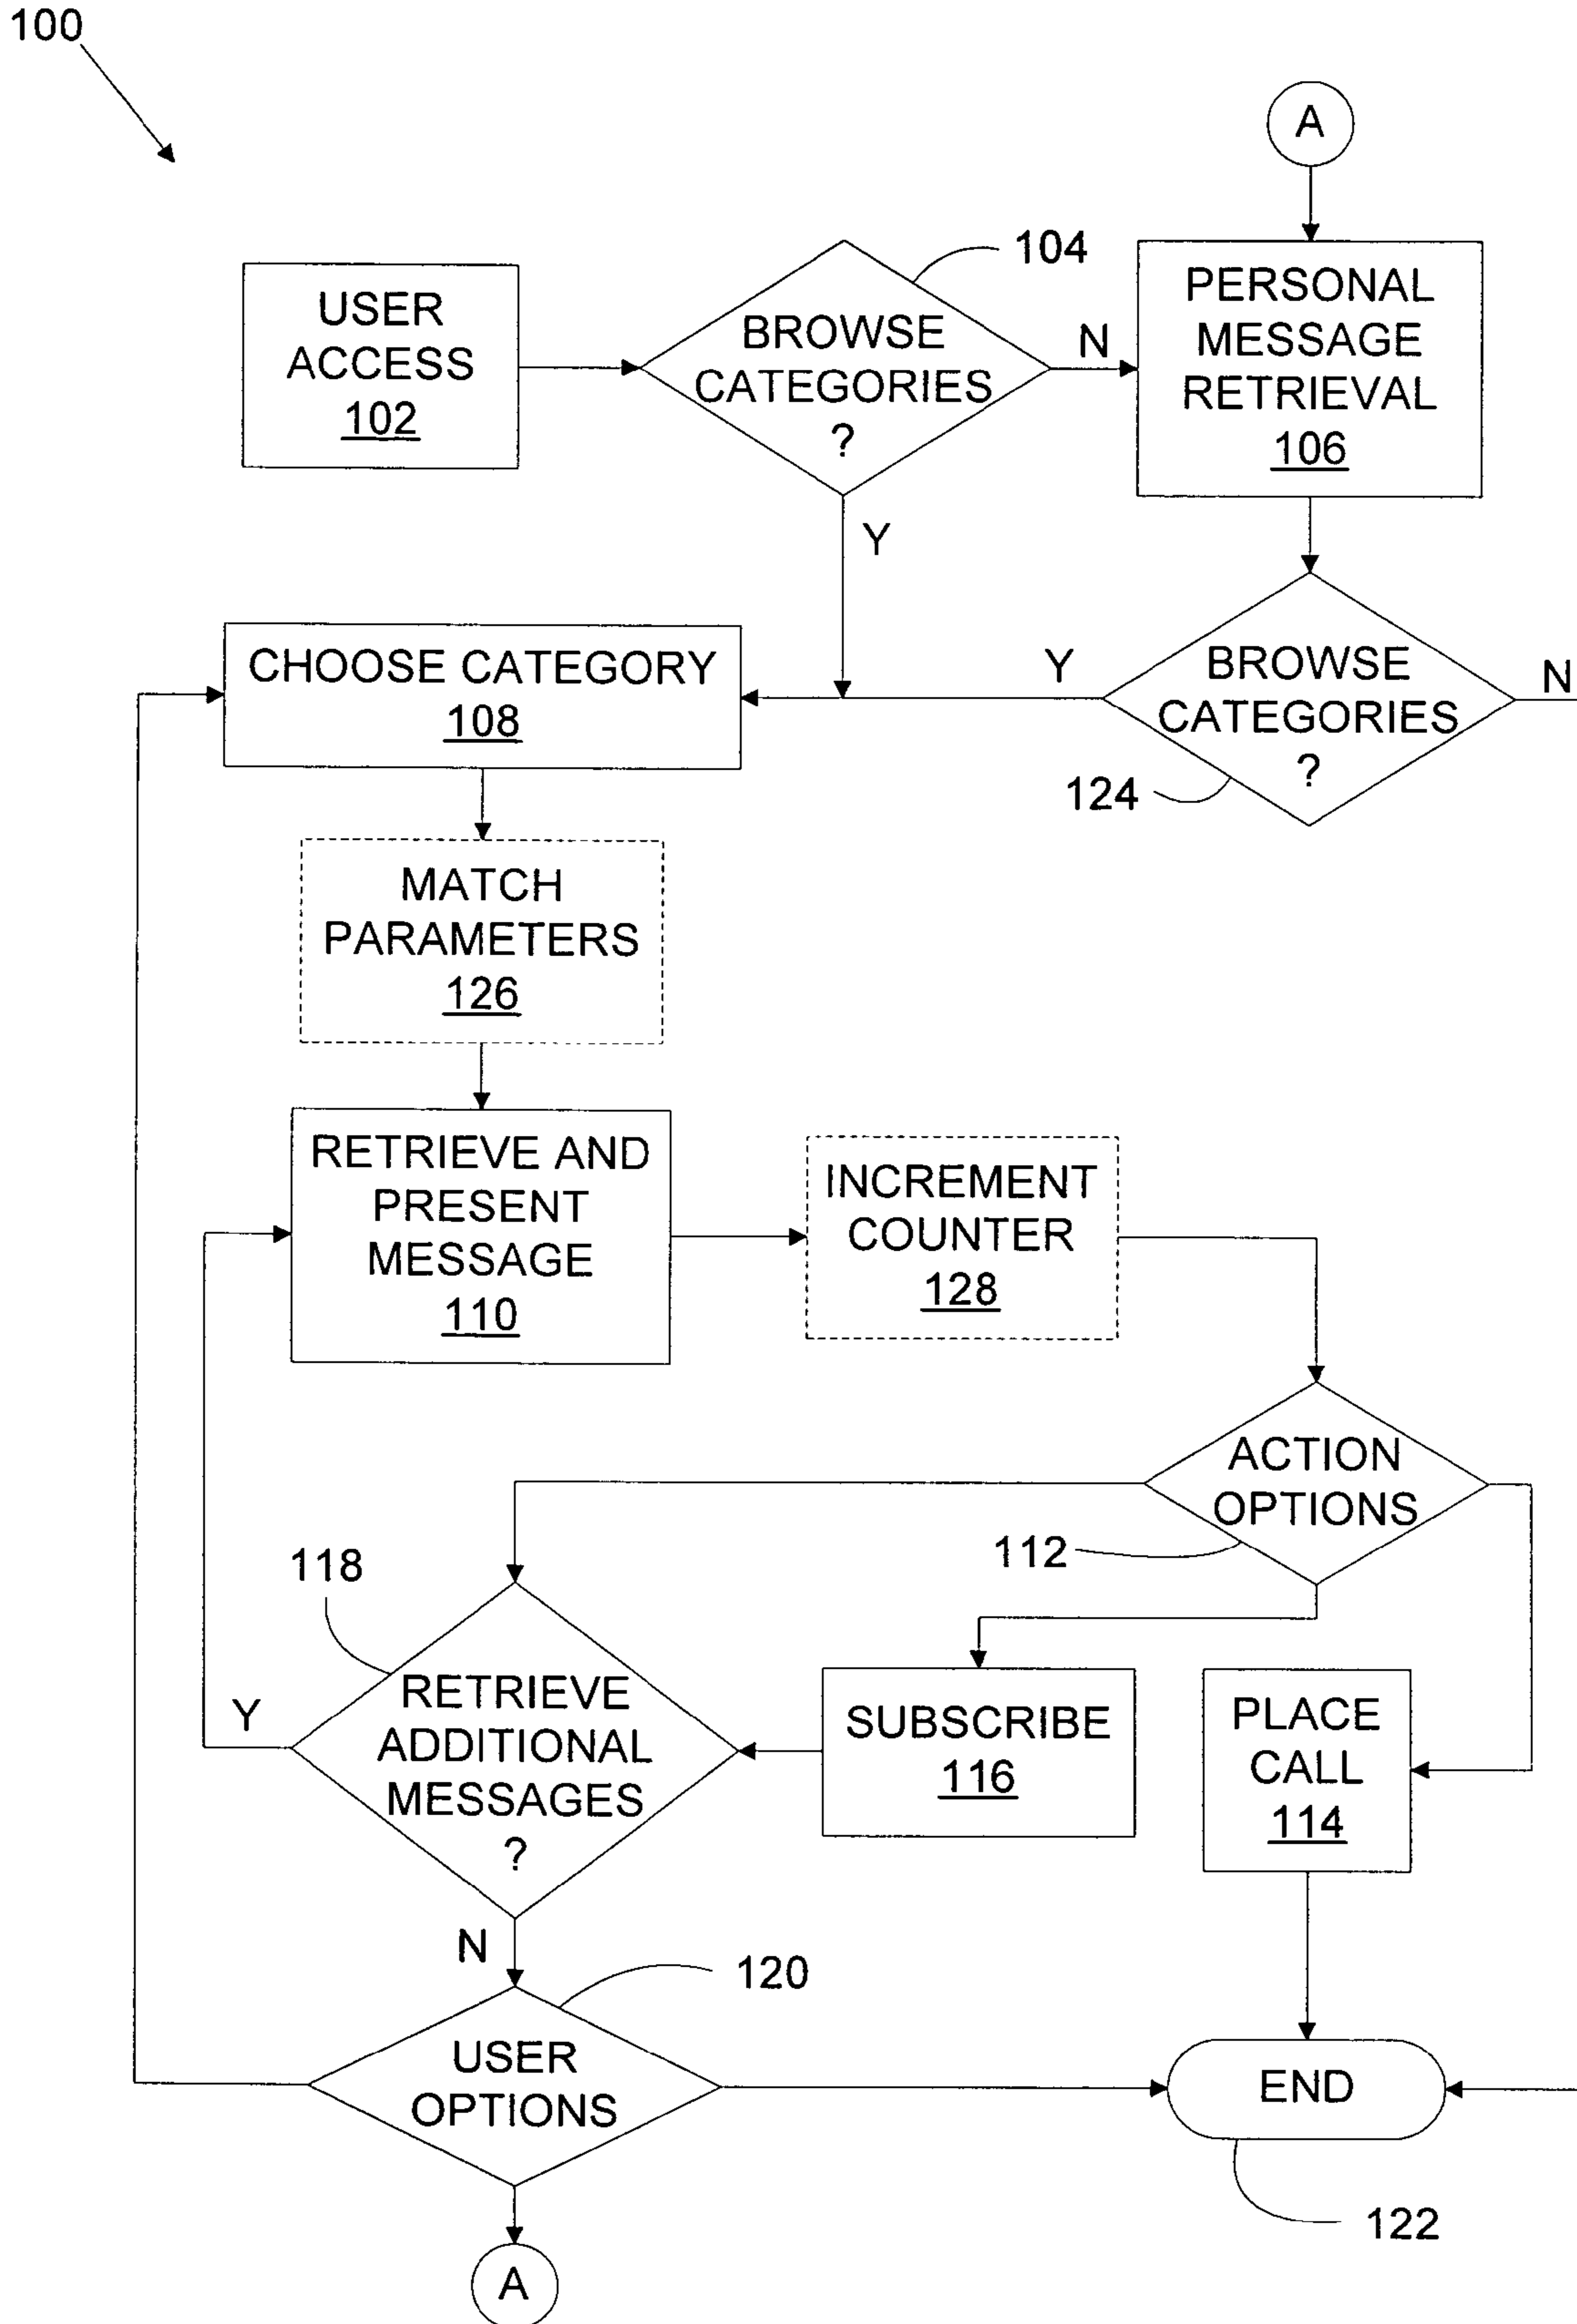 100
A
USER
ACCESS
102
104
BROWSE
CATEGORIES
?
N
Y
PERSONAL
MESSAGE
RETRIEVAL
106
CHOOSE CATEGORY
108
Y
BROWSE
CATEGORIES
?
N
124
MATCH
PARAMETERS
126
RETRIEVE AND
PRESENT
MESSAGE
110
INCREMENT
COUNTER
128
ACTION
OPTIONS
112
118
RETRIEVE
ADDITIONAL
MESSAGES
?
Y
N
SUBSCRIBE
116
PLACE
CALL
114
120
USER
OPTIONS
END
122
A